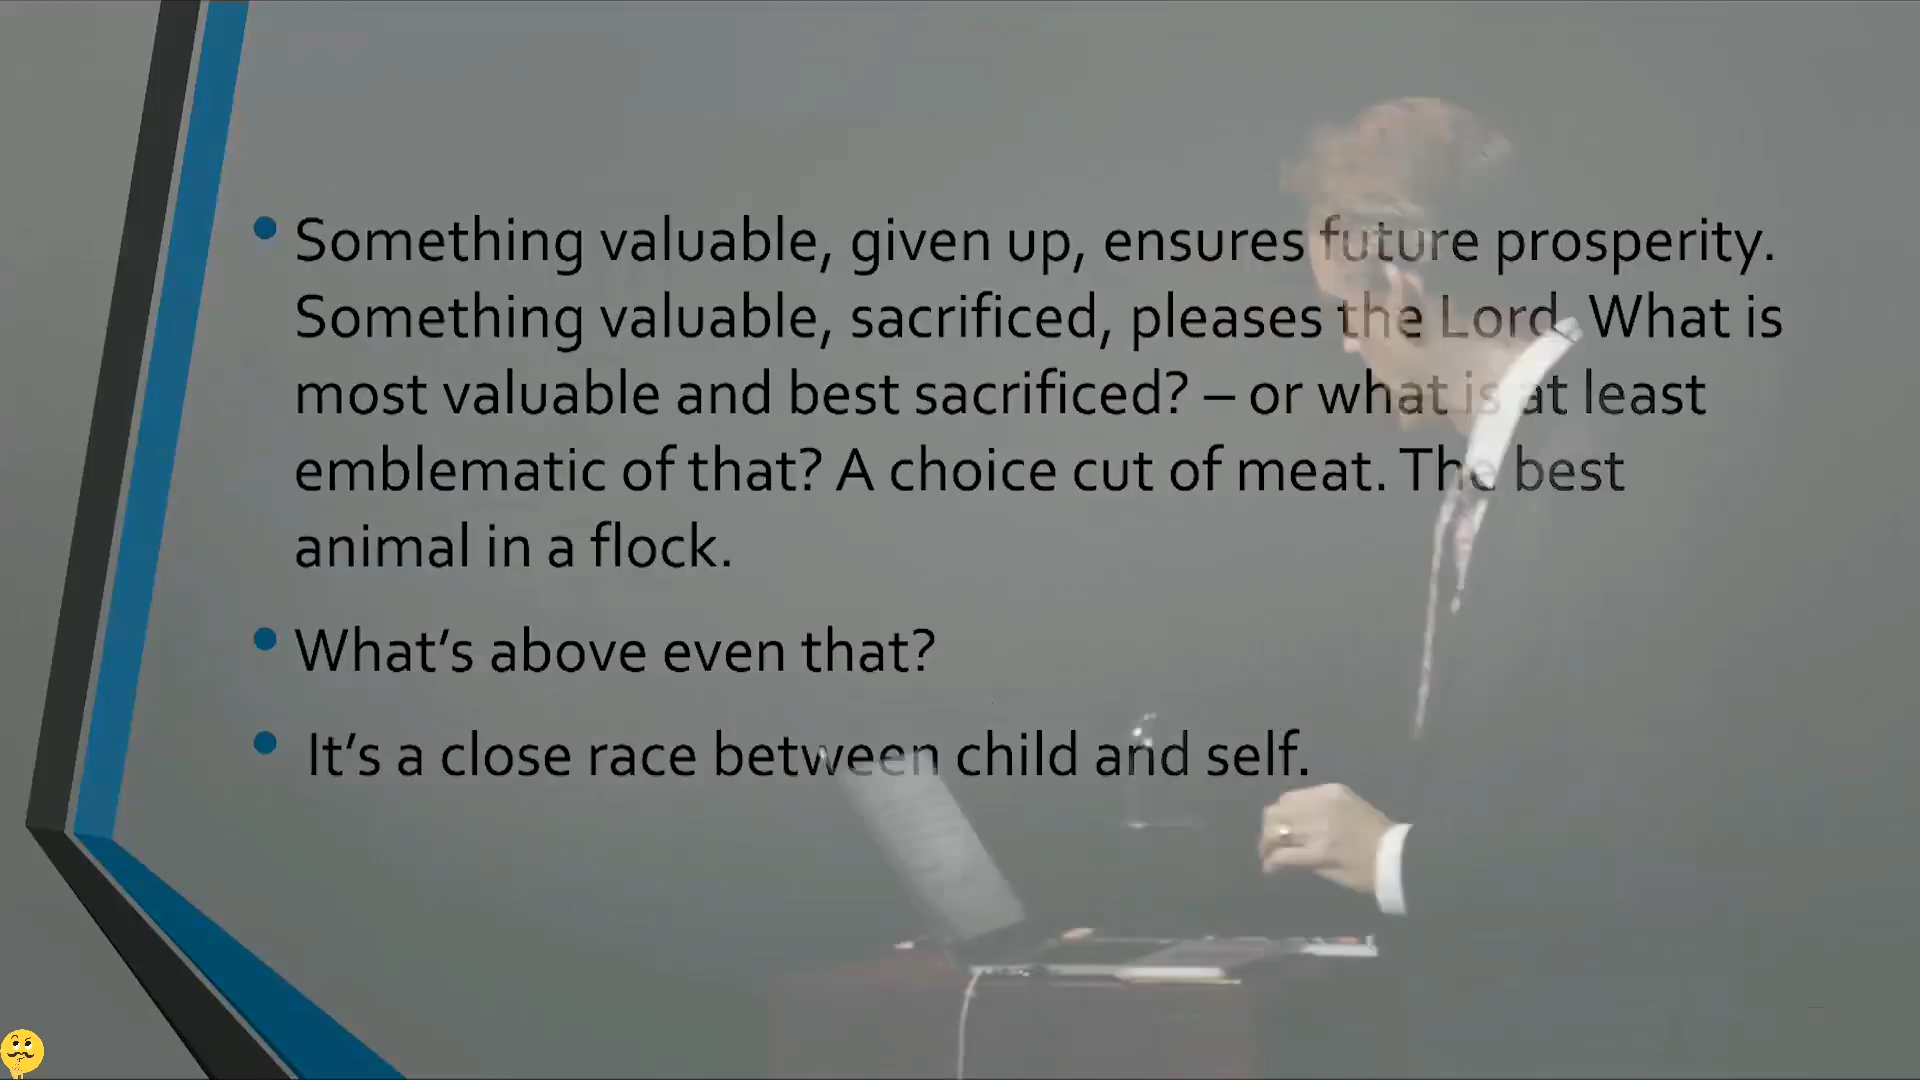 Something valuable, given up, ensures future prosperity.
Something valuable, sacrificed, pleases the Lord. What is
most valuable and best sacrificed? – or what is at least
emblematic of that? A choice cut of meat. The best
animal in a flock.
What's above even that?
It's a close race between child and self.